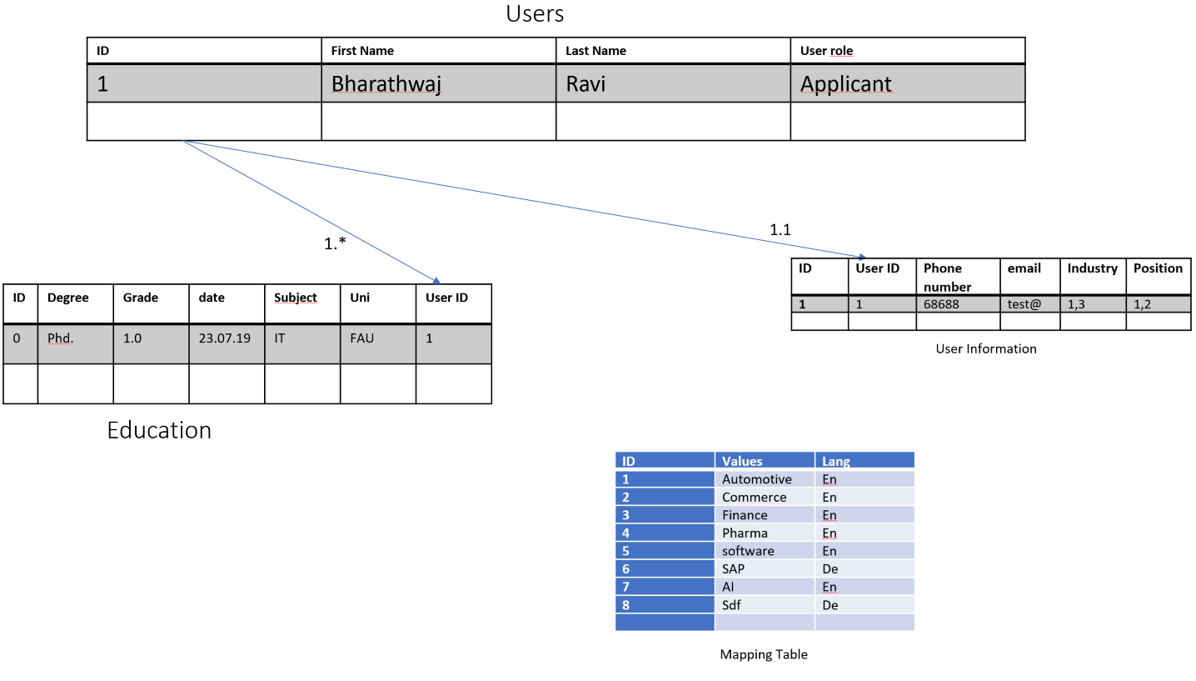 Users
ID First Name Last Name User role
1 Bharathwaj Ravi Applicant
1.*
1.1
ID User ID Phone number email Industry Position
1 1 68688 test@ 1,3 1,2
User Information
ID Degree Grade date Subject Uni User ID
0 Phd. 1.0 23.07.19 IT FAU 1
Education
ID Values Lang
1 Automotive En
2 Commerce En
3 Finance En
4 Pharma En
5 software En
6 SAP De
7 AI En
8 Sdf De
Mapping Table